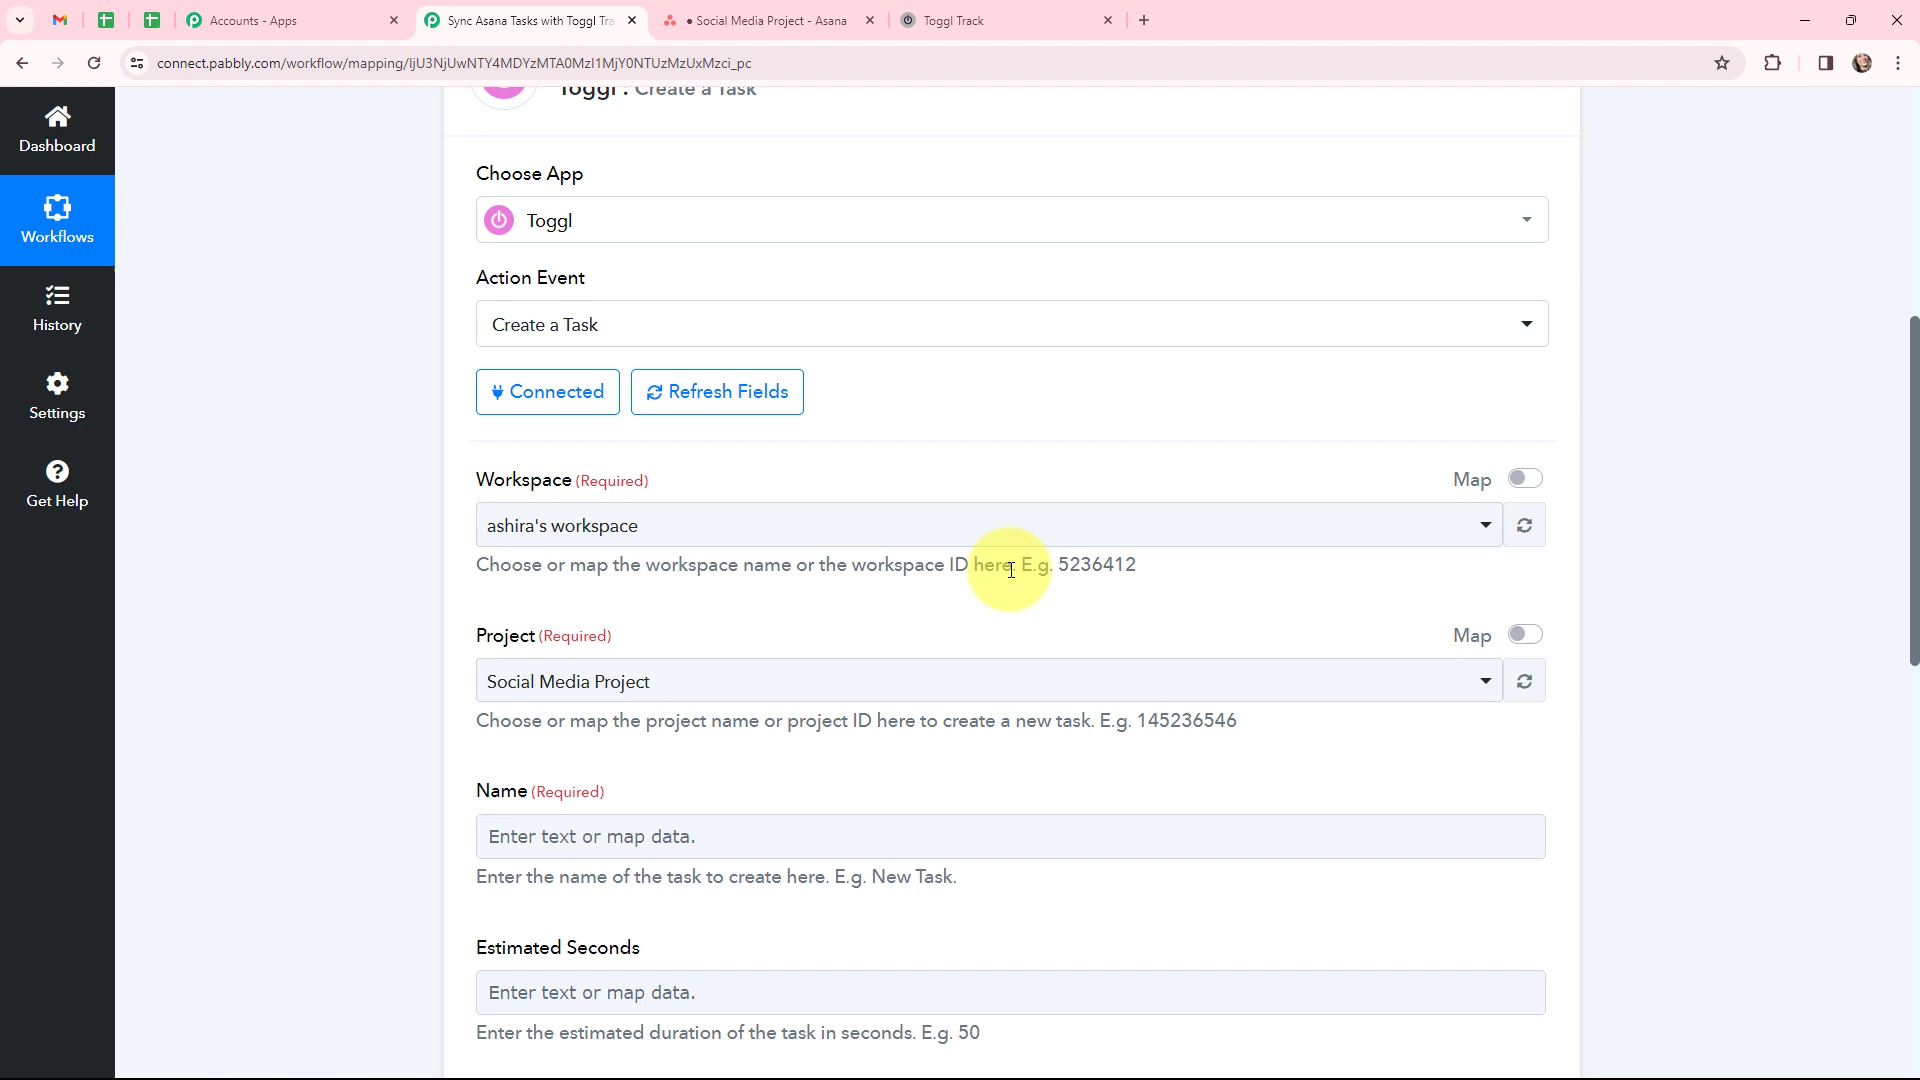 Accounts - Apps
Sync Asana Tasks with Toggl Tra
● Social Media Project - Asana
Toggl Track
connect.pabbly.com/workflow/mapping/IjU3NjUwNTY4MDYzMTA0MzI1MjY0NTUzMzUxMzci_pc
Toggl : Create a Task
Dashboard
Workflows
History
Settings
Get Help
Choose App
Toggl
Action Event
Create a Task
Connected
Refresh Fields
Workspace (Required)
Map
ashira's workspace
Choose or map the workspace name or the workspace ID here. E.g. 5236412
Project (Required)
Map
Social Media Project
Choose or map the project name or project ID here to create a new task. E.g. 145236546
Name (Required)
Enter text or map data.
Enter the name of the task to create here. E.g. New Task.
Estimated Seconds
Enter text or map data.
Enter the estimated duration of the task in seconds. E.g. 50